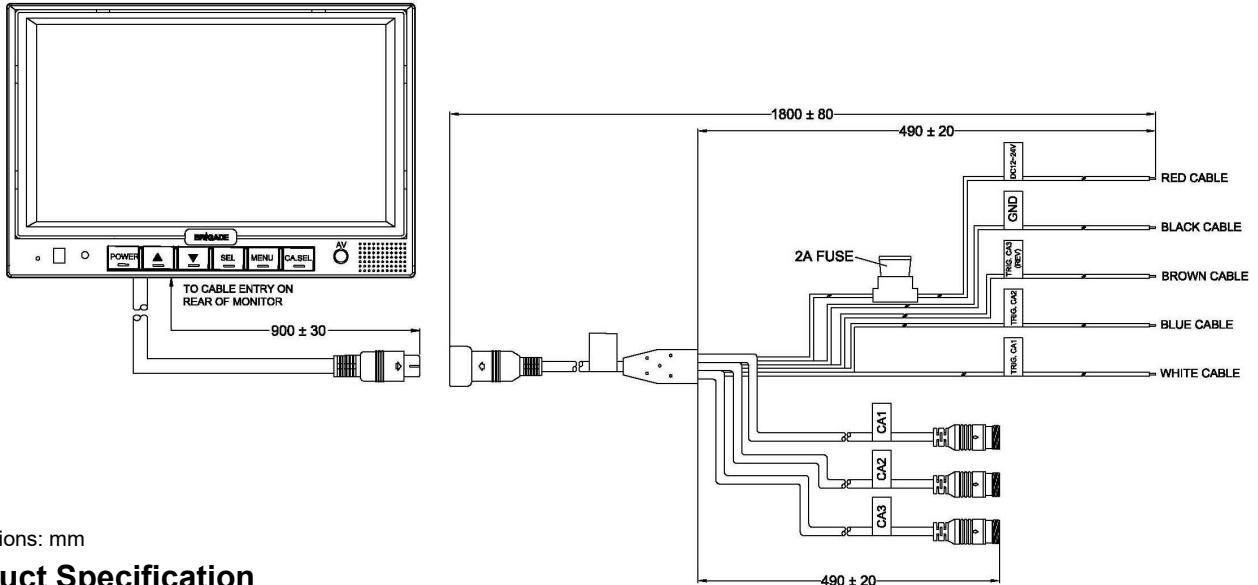 1800 ± 80
490 ± 20
DC12~24V
RED CABLE
GND
BLACK CABLE
2A FUSE
TRIG. CA3
(REV)
BROWN CABLE
TRIG. CA2
BLUE CABLE
TRIG. CA1
WHITE CABLE
BRIGADE
POWER ▲ ▼ SEL MENU CA.SEL
AV
TO CABLE ENTRY ON
REAR OF MONITOR
900 ± 30
CA1
CA2
CA3
490 ± 20
ions: mm
uct Specification